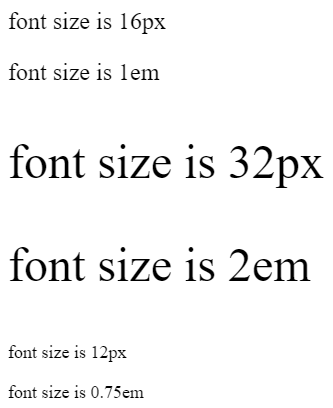 font size is 16px
font size is 1em
font size is 32px
font size is 2em
font size is 12px
font size is 0.75em